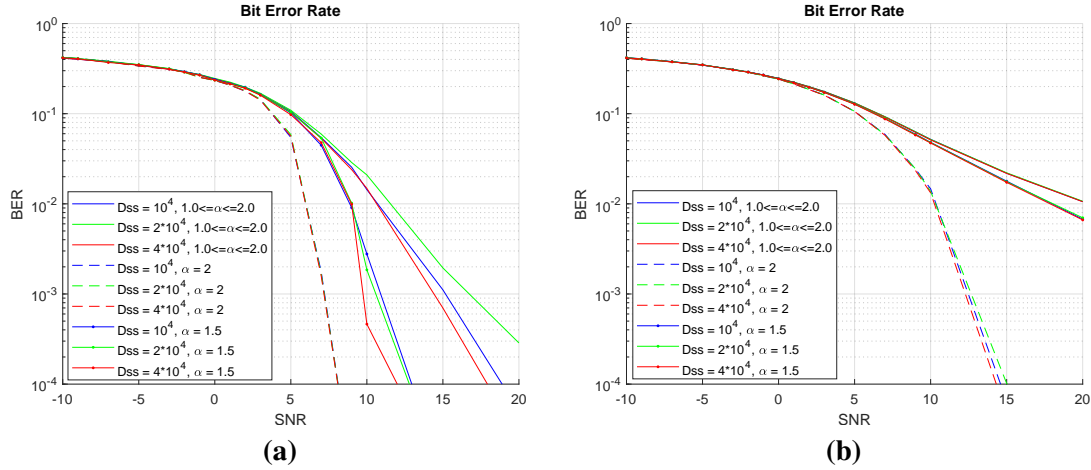 Bit Error Rate
10^0
10^-1
10^-2
10^-3
10^-4
BER
Dss = 10^4, 1.0<=α<=2.0
Dss = 2*10^4, 1.0<=α<=2.0
Dss = 4*10^4, 1.0<=α<=2.0
Dss = 10^4, α = 2
Dss = 2*10^4, α = 2
Dss = 4*10^4, α = 2
Dss = 10^4, α = 1.5
Dss = 2*10^4, α = 1.5
Dss = 4*10^4, α = 1.5
-10 -5 0 5 10 15 20
SNR
(a)
Bit Error Rate
10^0
10^-1
10^-2
10^-3
10^-4
BER
Dss = 10^4, 1.0<=α<=2.0
Dss = 2*10^4, 1.0<=α<=2.0
Dss = 4*10^4, 1.0<=α<=2.0
Dss = 10^4, α = 2
Dss = 2*10^4, α = 2
Dss = 4*10^4, α = 2
Dss = 10^4, α = 1.5
Dss = 2*10^4, α = 1.5
Dss = 4*10^4, α = 1.5
-10 -5 0 5 10 15 20
SNR
(b)